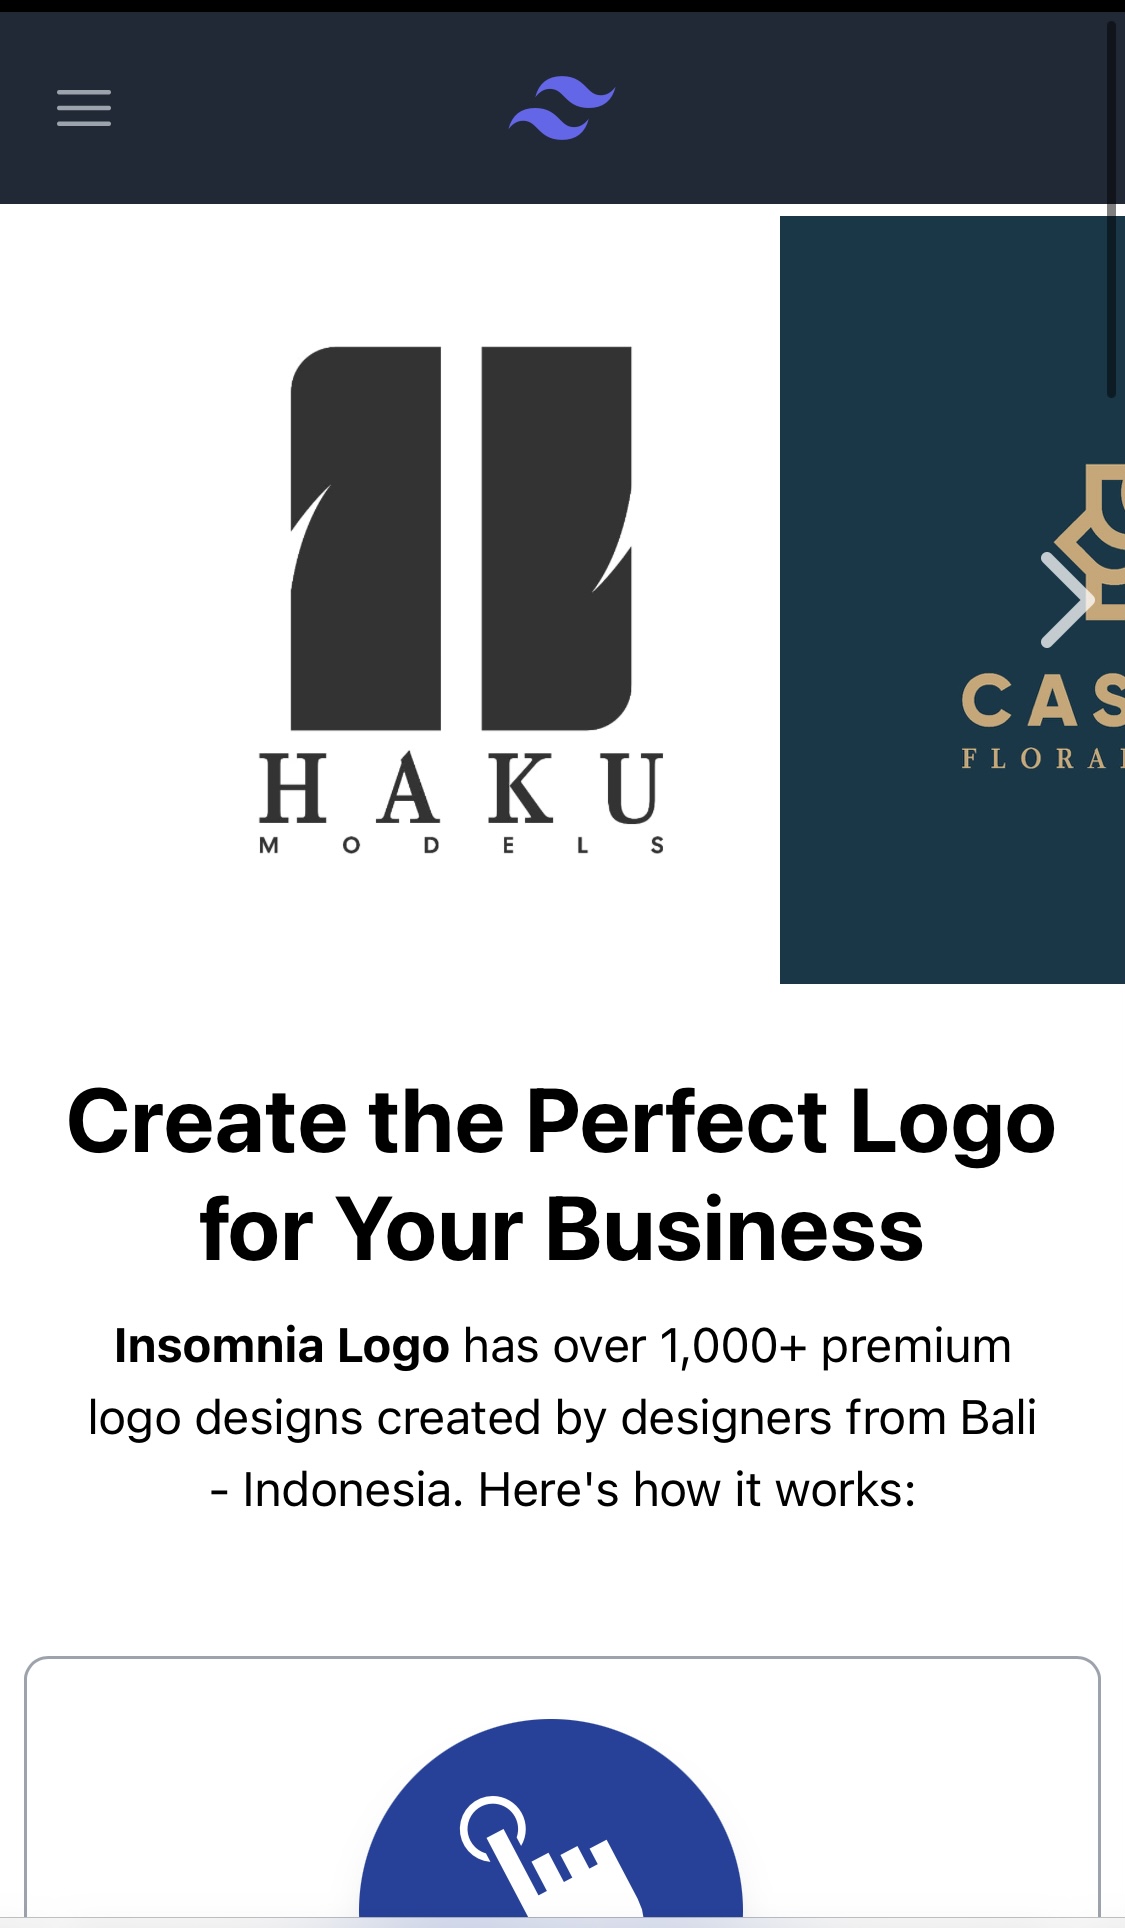 HAKU
MODELS
CAS
FLORAL
Create the Perfect Logo
for Your Business
Insomnia Logo has over 1,000+ premium
logo designs created by designers from Bali
- Indonesia. Here's how it works: